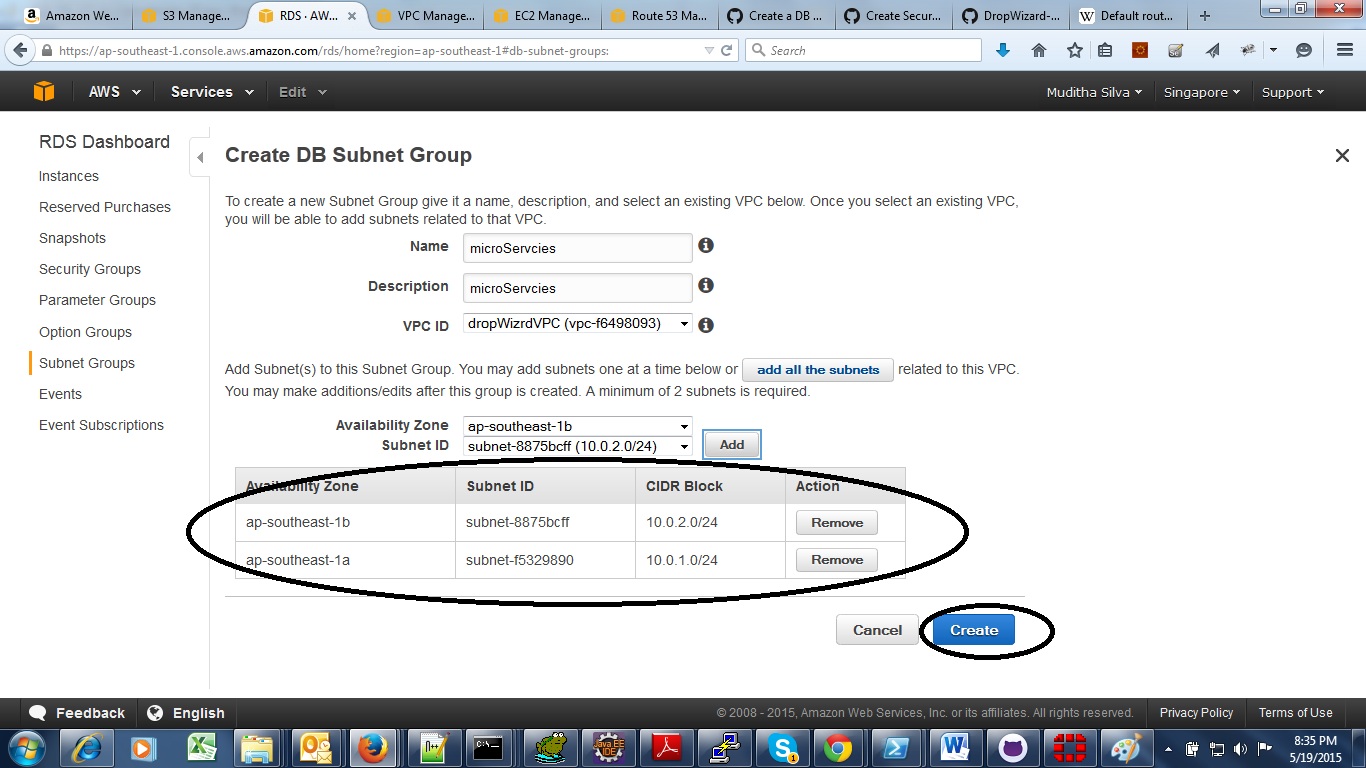 Amazon We...
S3 Manage...
RDS · AW...
VPC Manage...
EC2 Manage...
Route 53 Ma...
Create a DB ...
Create Secur...
DropWizard-...
Default rout...
https://ap-southeast-1.console.aws.amazon.com/rds/home?region=ap-southeast-1#db-subnet-groups:
Search
AWS
Services
Edit
Muditha Silva
Singapore
Support
RDS Dashboard
Instances
Reserved Purchases
Snapshots
Security Groups
Parameter Groups
Option Groups
Subnet Groups
Events
Event Subscriptions
Create DB Subnet Group
To create a new Subnet Group give it a name, description, and select an existing VPC below. Once you select an existing VPC,
you will be able to add subnets related to that VPC.
Name microServcies
Description microServcies
VPC ID dropWizrdVPC (vpc-f6498093)
Add Subnet(s) to this Subnet Group. You may add subnets one at a time below or add all the subnets related to this VPC.
You may make additions/edits after this group is created. A minimum of 2 subnets is required.
Availability Zone ap-southeast-1b
Subnet ID subnet-8875bcff (10.0.2.0/24) Add
Availability Zone Subnet ID CIDR Block Action
ap-southeast-1b subnet-8875bcff 10.0.2.0/24 Remove
ap-southeast-1a subnet-f5329890 10.0.1.0/24 Remove
Cancel Create
Feedback English © 2008 - 2015, Amazon Web Services, Inc. or its affiliates. All rights reserved. Privacy Policy Terms of Use
Java EE
IDE
8:35 PM
5/19/2015